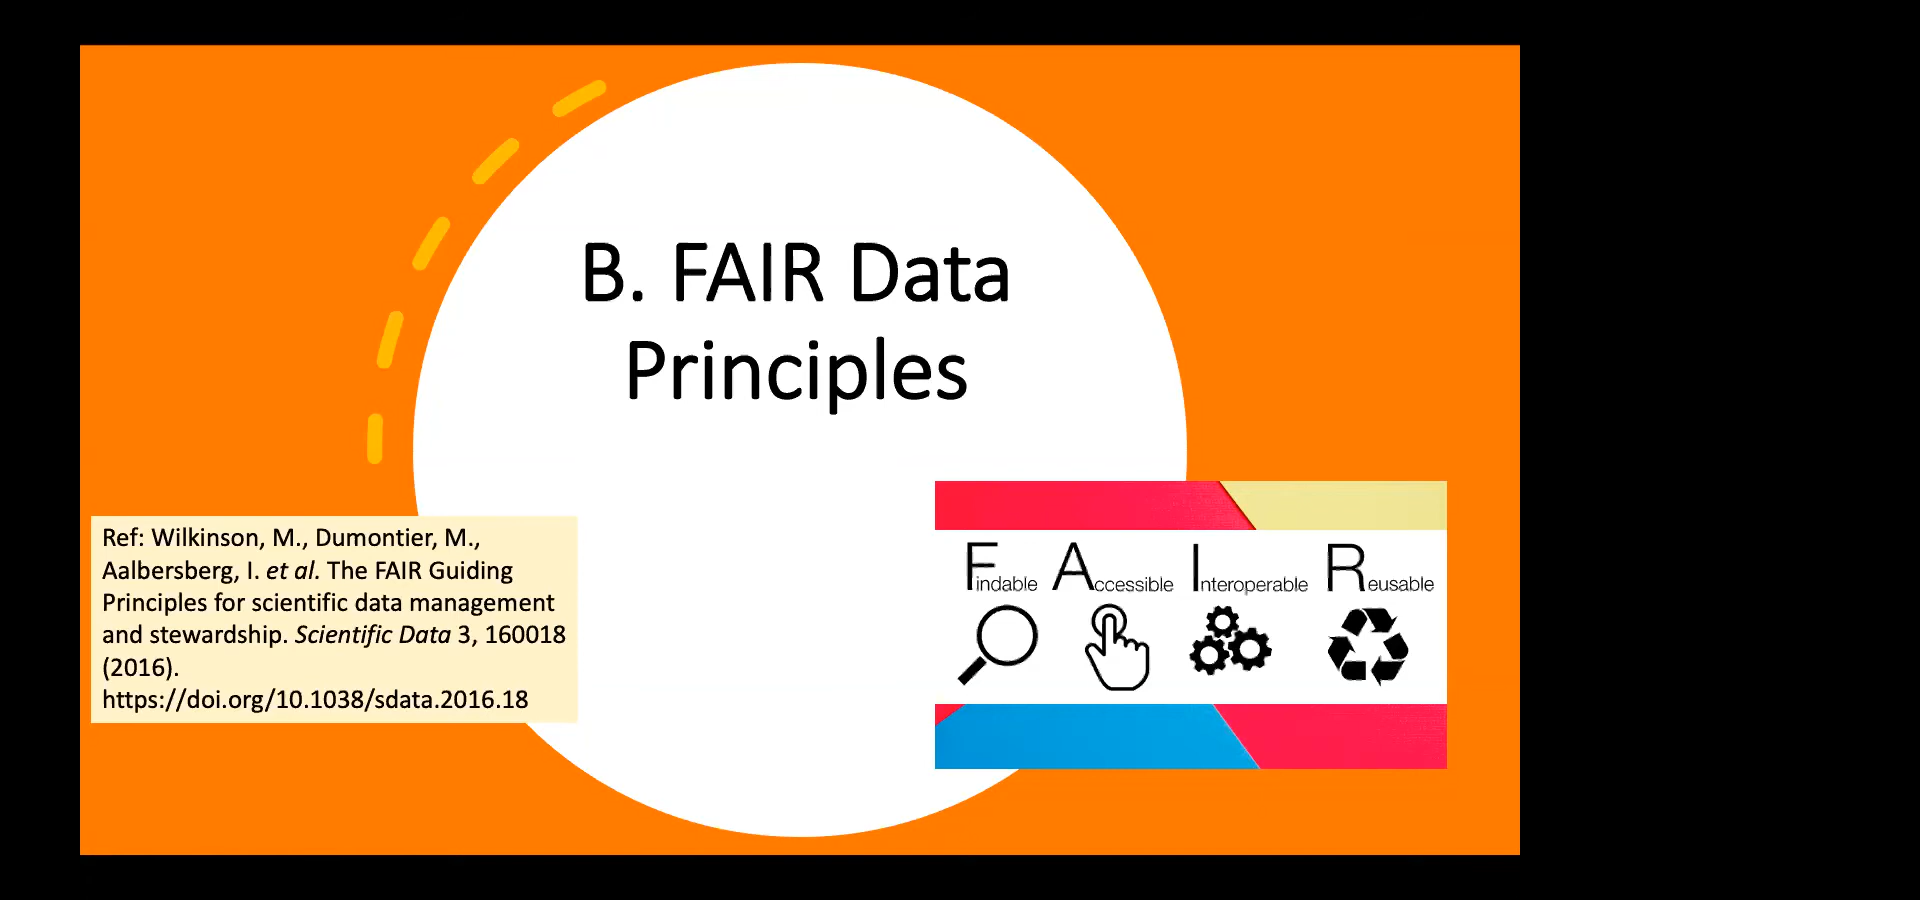 B. FAIR Data
Principles
Ref: Wilkinson, M., Dumontier, M.,
Aalbersberg, I. et al. The FAIR Guiding
Principles for scientific data management
and stewardship. Scientific Data 3, 160018
(2016).
https://doi.org/10.1038/sdata.2016.18
Findable Accessible Interoperable Reusable